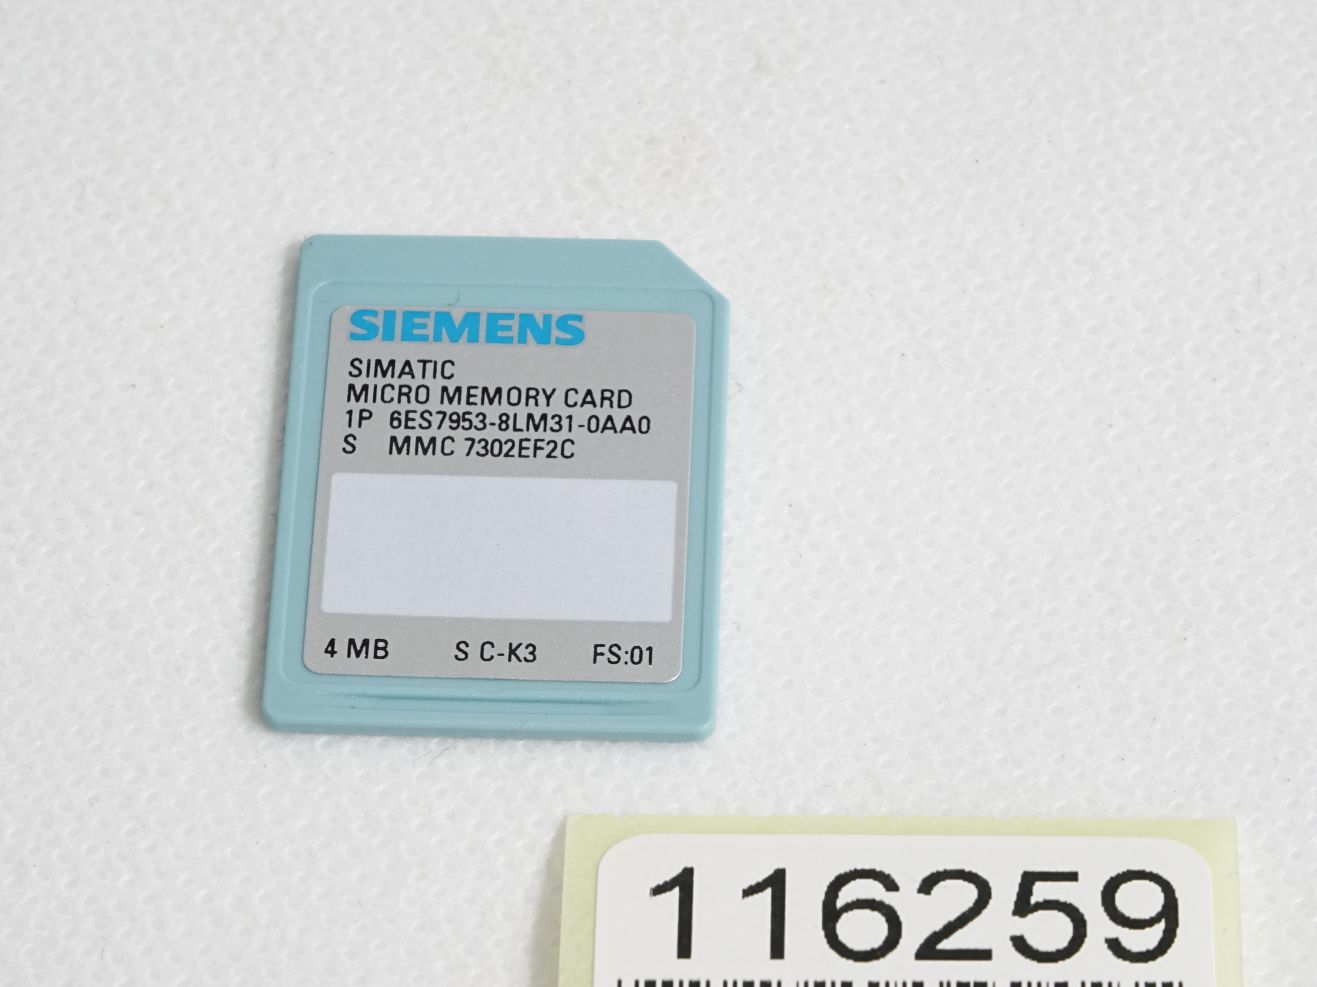 SIEMENS
SIMATIC
MICRO MEMORY CARD
1P 6ES7953-8LM31-0AA0
S MMC 7302EF2C
4 MB S C-K3 FS:01
116259